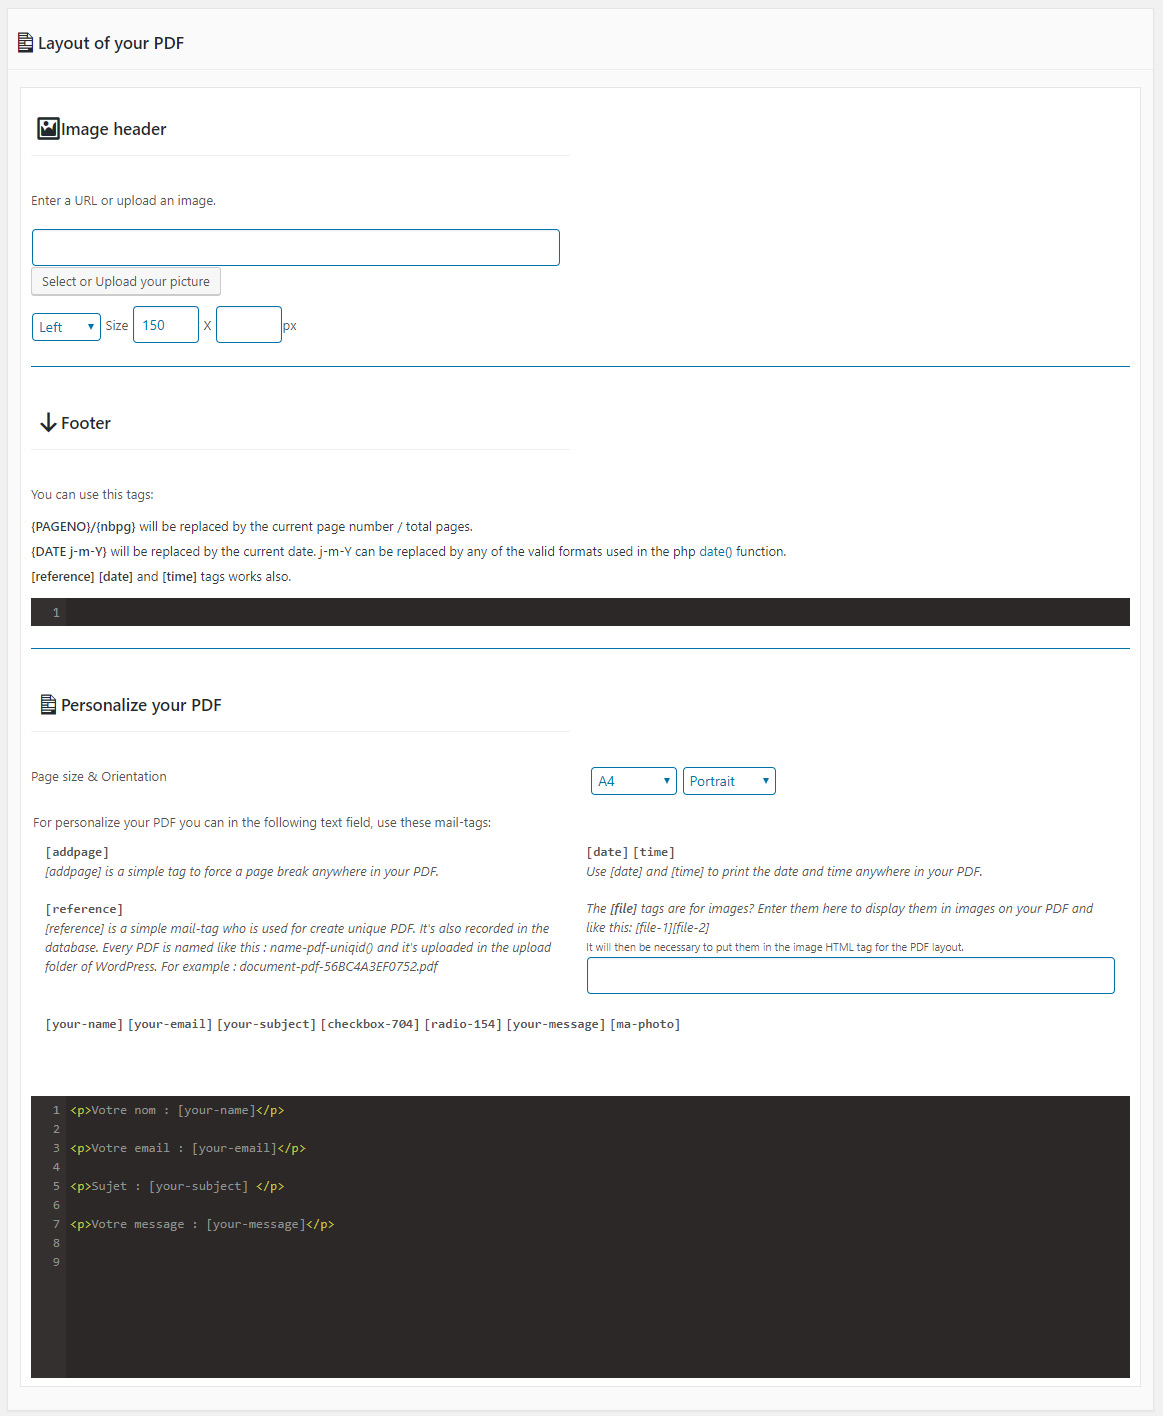 Layout of your PDF
Image header
Enter a URL or upload an image.
Select or Upload your picture
Left Size 150 X px
Footer
You can use this tags:
{PAGENO}/{nbpg} will be replaced by the current page number / total pages.
{DATE j-m-Y} will be replaced by the current date. j-m-Y can be replaced by any of the valid formats used in the php date() function.
[reference] [date] and [time] tags works also.
1
Personalize your PDF
Page size & Orientation A4 Portrait
For personalize your PDF you can in the following text field, use these mail-tags:
[addpage]
[addpage] is a simple tag to force a page break anywhere in your PDF.
[reference]
[reference] is a simple mail-tag who is used for create unique PDF. It's also recorded in the
database. Every PDF is named like this : name-pdf-uniqid() and it's uploaded in the upload
folder of WordPress. For example : document-pdf-56BC4A3EF0752.pdf
[date] [time]
Use [date] and [time] to print the date and time anywhere in your PDF.
The [file] tags are for images? Enter them here to display them in images on your PDF and
like this: [file-1][file-2]
It will then be necessary to put them in the image HTML tag for the PDF layout.
[your-name] [your-email] [your-subject] [checkbox-704] [radio-154] [your-message] [ma-photo]
1 <p>Votre nom : [your-name]</p>
2
3 <p>Votre email : [your-email]</p>
4
5 <p>Sujet : [your-subject] </p>
6
7 <p>Votre message : [your-message]</p>
8
9